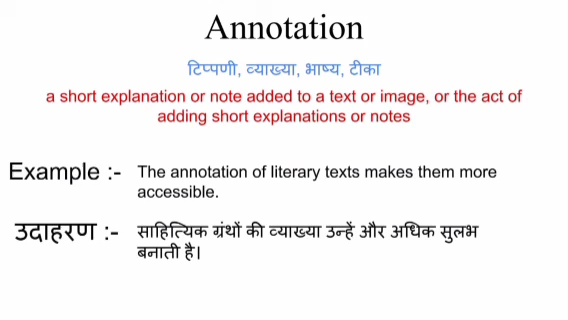 Annotation
टिप्पणी, व्याख्या, भाष्य, टीका
a short explanation or note added to a text or image, or the act of
adding short explanations or notes
Example :- The annotation of literary texts makes them more
accessible.
उदाहरण :- साहित्यिक ग्रंथों की व्याख्या उन्हें और अधिक सुलभ
बनाती है।